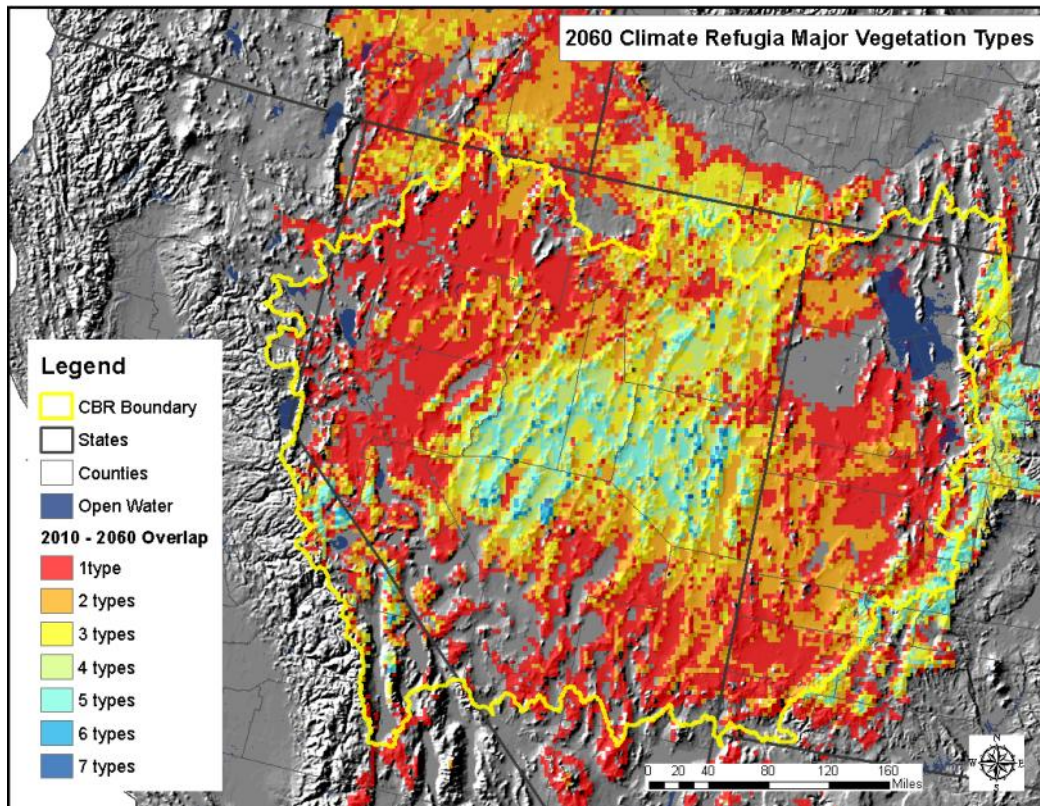 2060 Climate Refugia Major Vegetation Types
Legend
CBR Boundary
States
Counties
Open Water
2010 - 2060 Overlap
1type
2 types
3 types
4 types
5 types
6 types
7 types
0 20 40 80 120 160
Miles
N
W E
S